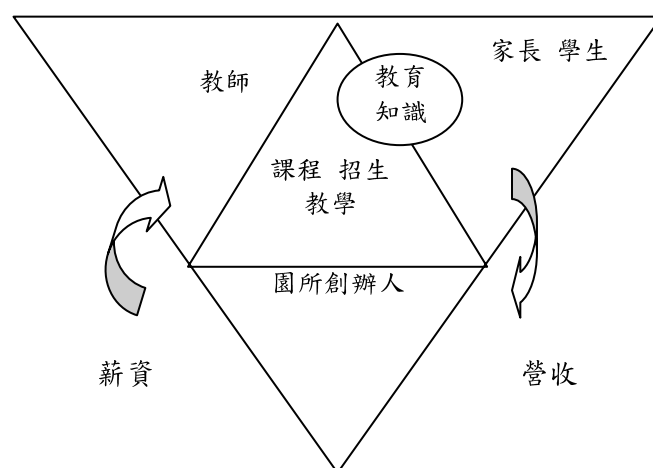 家長 學生
教師
教育
知識
課程 招生
教學
園所創辦人
薪資
營收